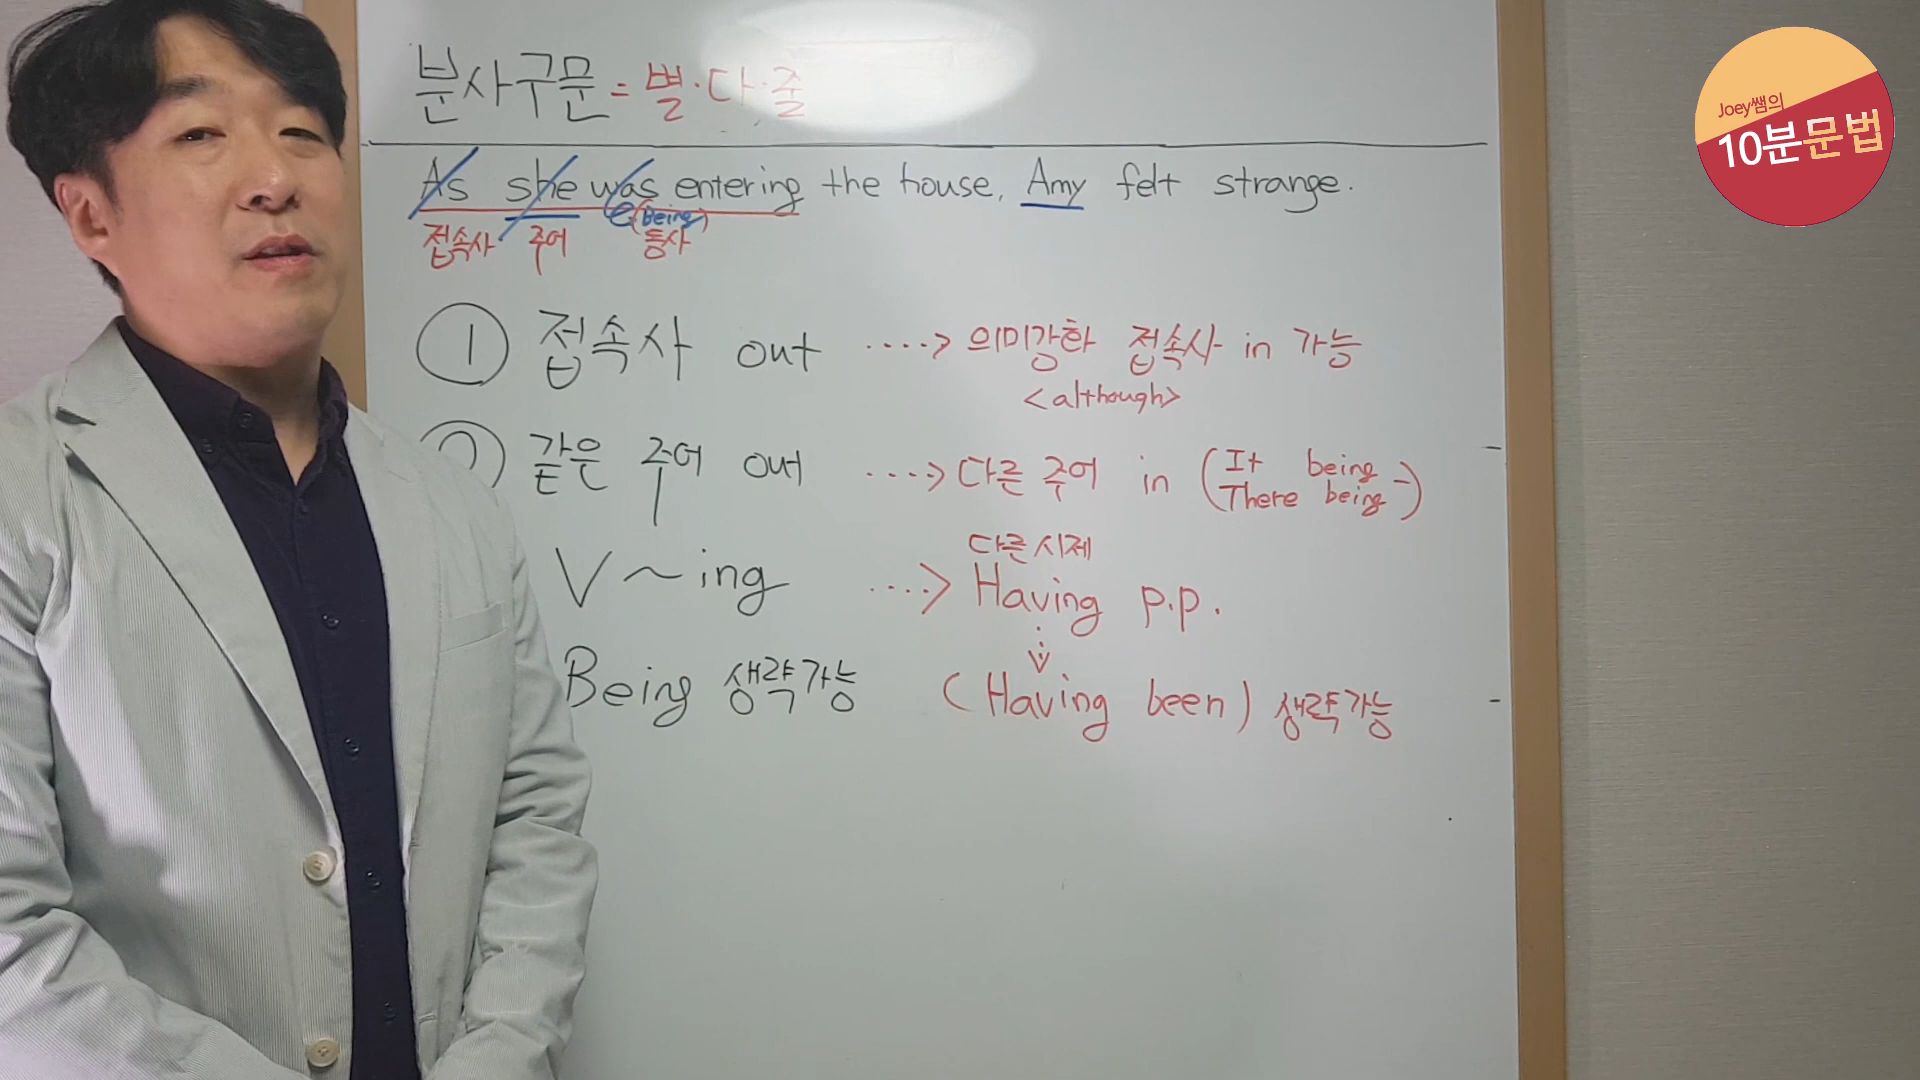 분사구문 = 뻘·다·줄
As she was entering the house, Amy felt strange.
(Being)
접속사 주어 동사
① 접속사 out ····> 의미강한 접속사 in 가능
<although>
② 같은 주어 out ····> 다른 주어 in (It being
There being ~)
다른시제
V~ing ····> Having p.p.
Being 생략가능 (Having been) 생략가능
Joey쌤의
10분문법